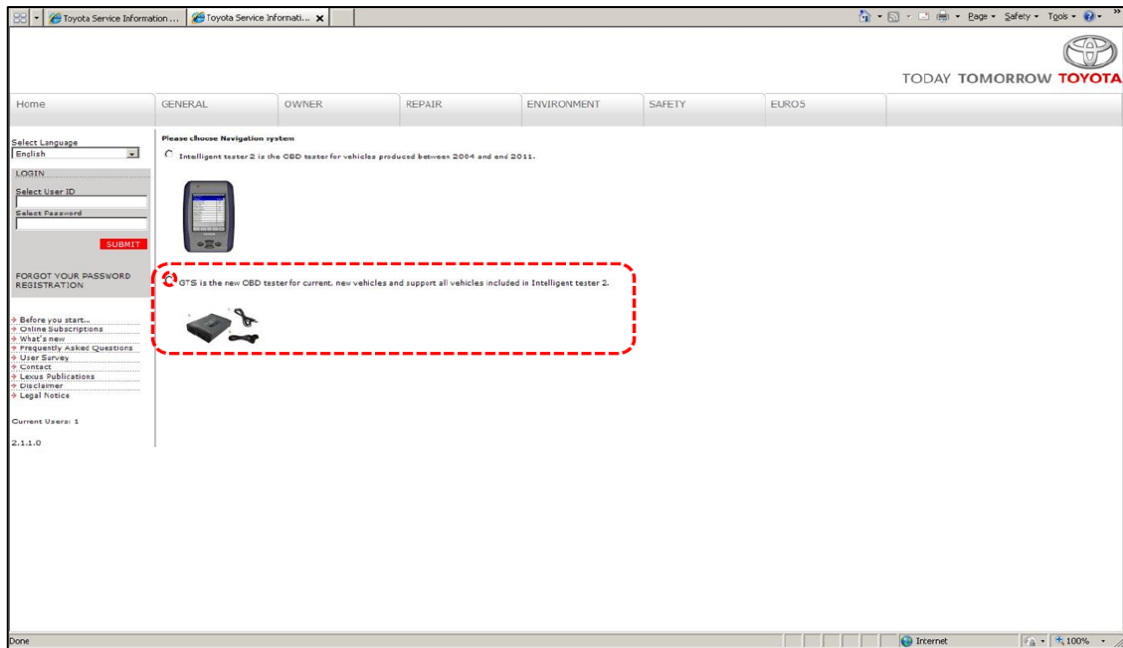 Toyota Service Information ...
Toyota Service Informati...
Page
Safety
Tools
TODAY TOMORROW TOYOTA
Home
GENERAL
OWNER
REPAIR
ENVIRONMENT
SAFETY
EURO5
Select Language
English
LOGIN
Select User ID
Select Password
SUBMIT
FORGOT YOUR PASSWORD
REGISTRATION
Before you start...
Online Subscriptions
What's new
Frequently Asked Questions
User Survey
Contact
Lexus Publications
Disclaimer
Legal Notice
Current Users: 1
2.1.1.0
Please choose Navigation system
Intelligent tester 2 is the OBD tester for vehicles produced between 2004 and end 2011.
GTS is the new OBD tester for current, new vehicles and support all vehicles included in Intelligent tester 2.
Done
Internet
100%